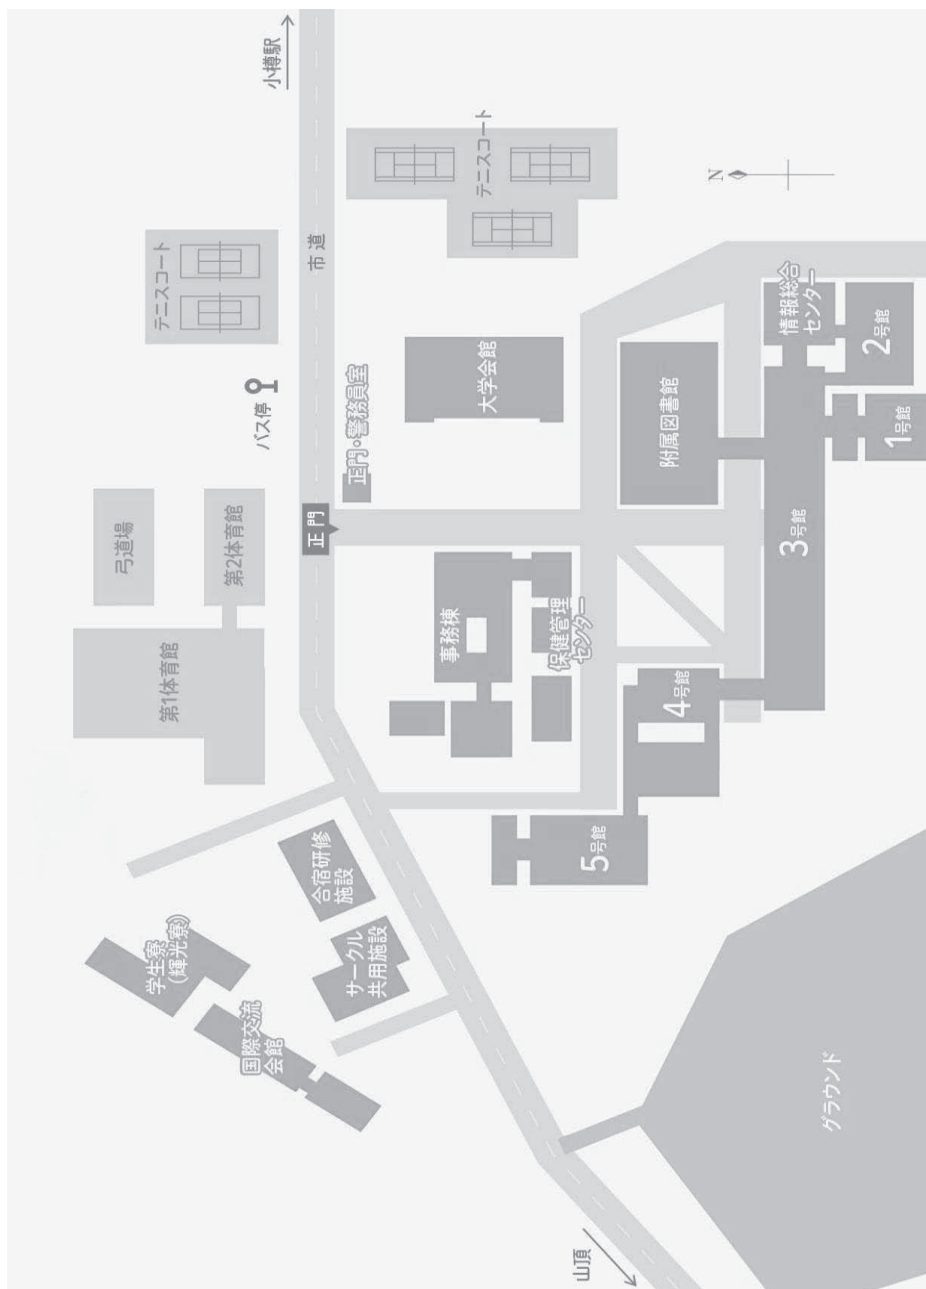 小樽駅
テニスコート
テニスコート
市道
N
バス停
正門・警務員室
大学会館
附属図書館
情報総合
センター
2号館
1号館
3号館
正門
弓道場
第2体育館
第1体育館
事務棟
保健管理
センター
4号館
5号館
合宿研修
施設
サークル
共用施設
学生寮
（輝光寮）
国際交流
会館
グラウンド
山頂